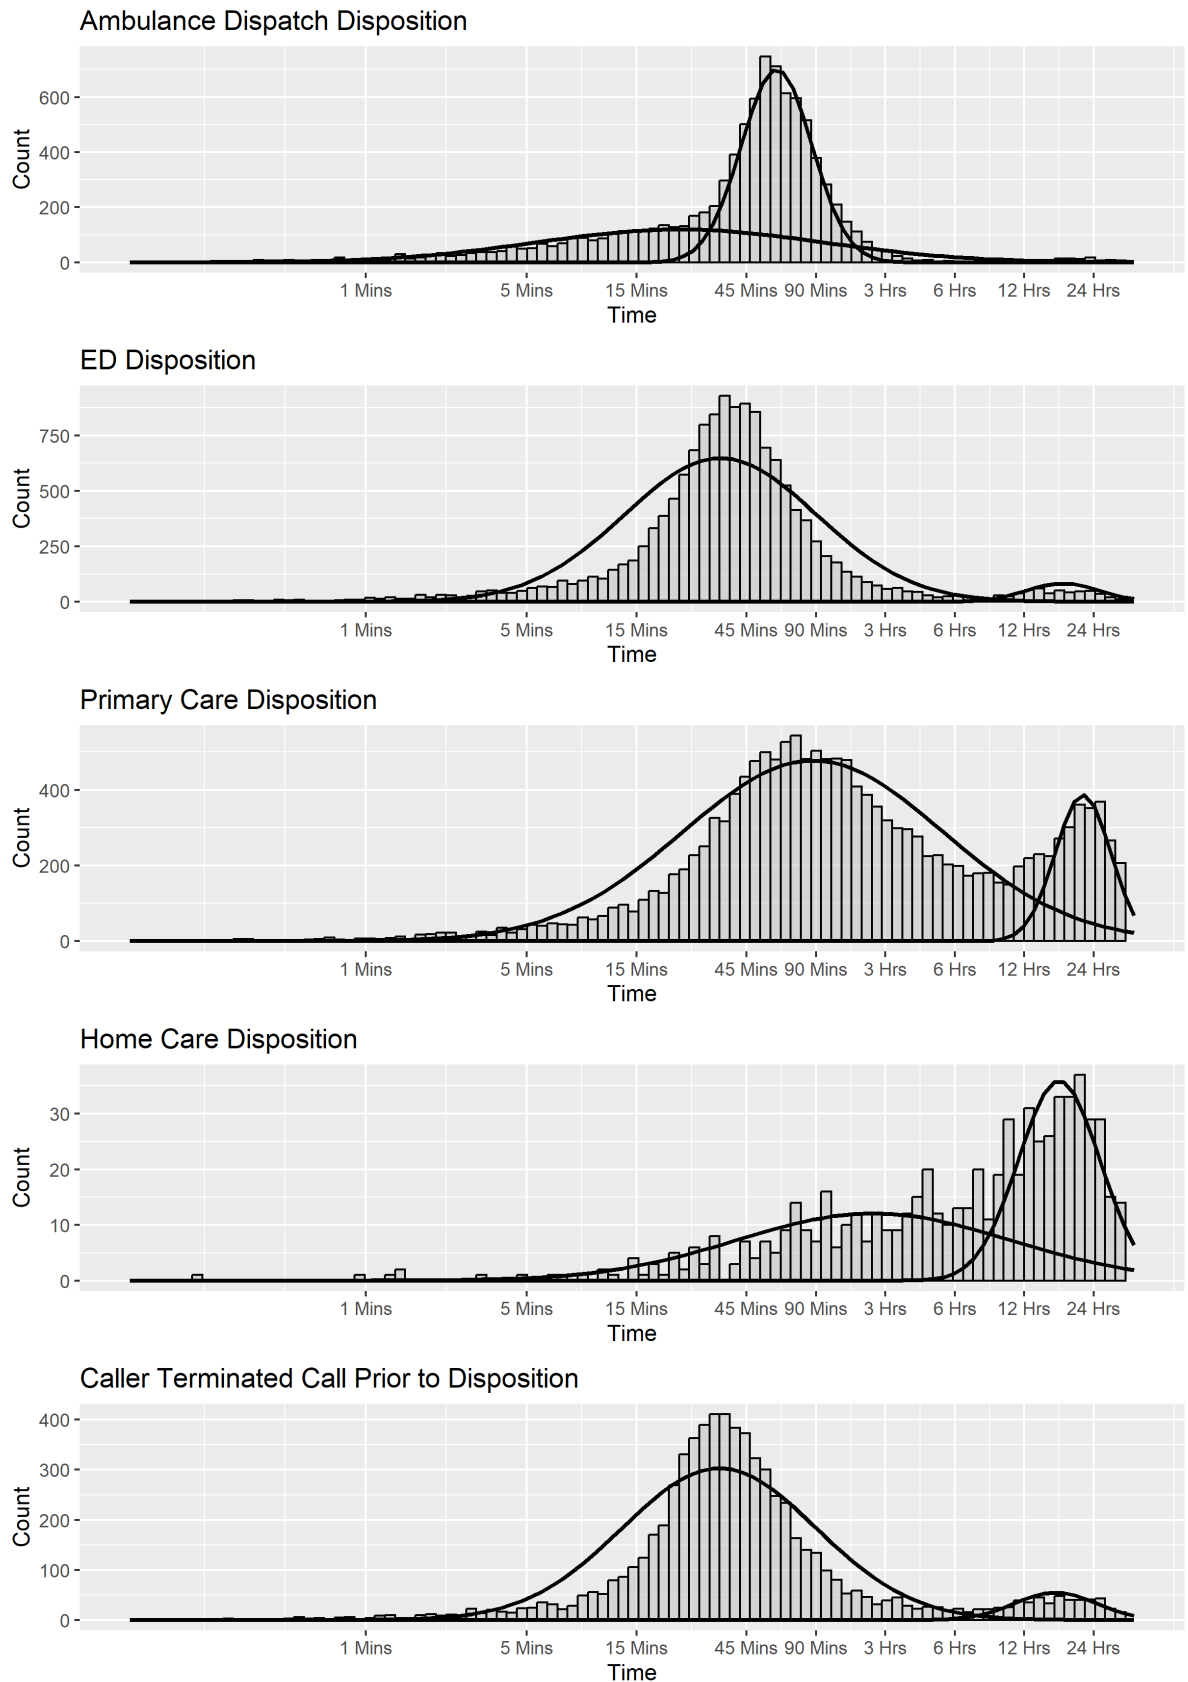 Ambulance Dispatch Disposition
Count
600
400
200
0
1 Mins 5 Mins 15 Mins 45 Mins 90 Mins 3 Hrs 6 Hrs 12 Hrs 24 Hrs
Time
ED Disposition
Count
750
500
250
0
1 Mins 5 Mins 15 Mins 45 Mins 90 Mins 3 Hrs 6 Hrs 12 Hrs 24 Hrs
Time
Primary Care Disposition
Count
400
200
0
1 Mins 5 Mins 15 Mins 45 Mins 90 Mins 3 Hrs 6 Hrs 12 Hrs 24 Hrs
Time
Home Care Disposition
Count
30
20
10
0
1 Mins 5 Mins 15 Mins 45 Mins 90 Mins 3 Hrs 6 Hrs 12 Hrs 24 Hrs
Time
Caller Terminated Call Prior to Disposition
Count
400
300
200
100
0
1 Mins 5 Mins 15 Mins 45 Mins 90 Mins 3 Hrs 6 Hrs 12 Hrs 24 Hrs
Time